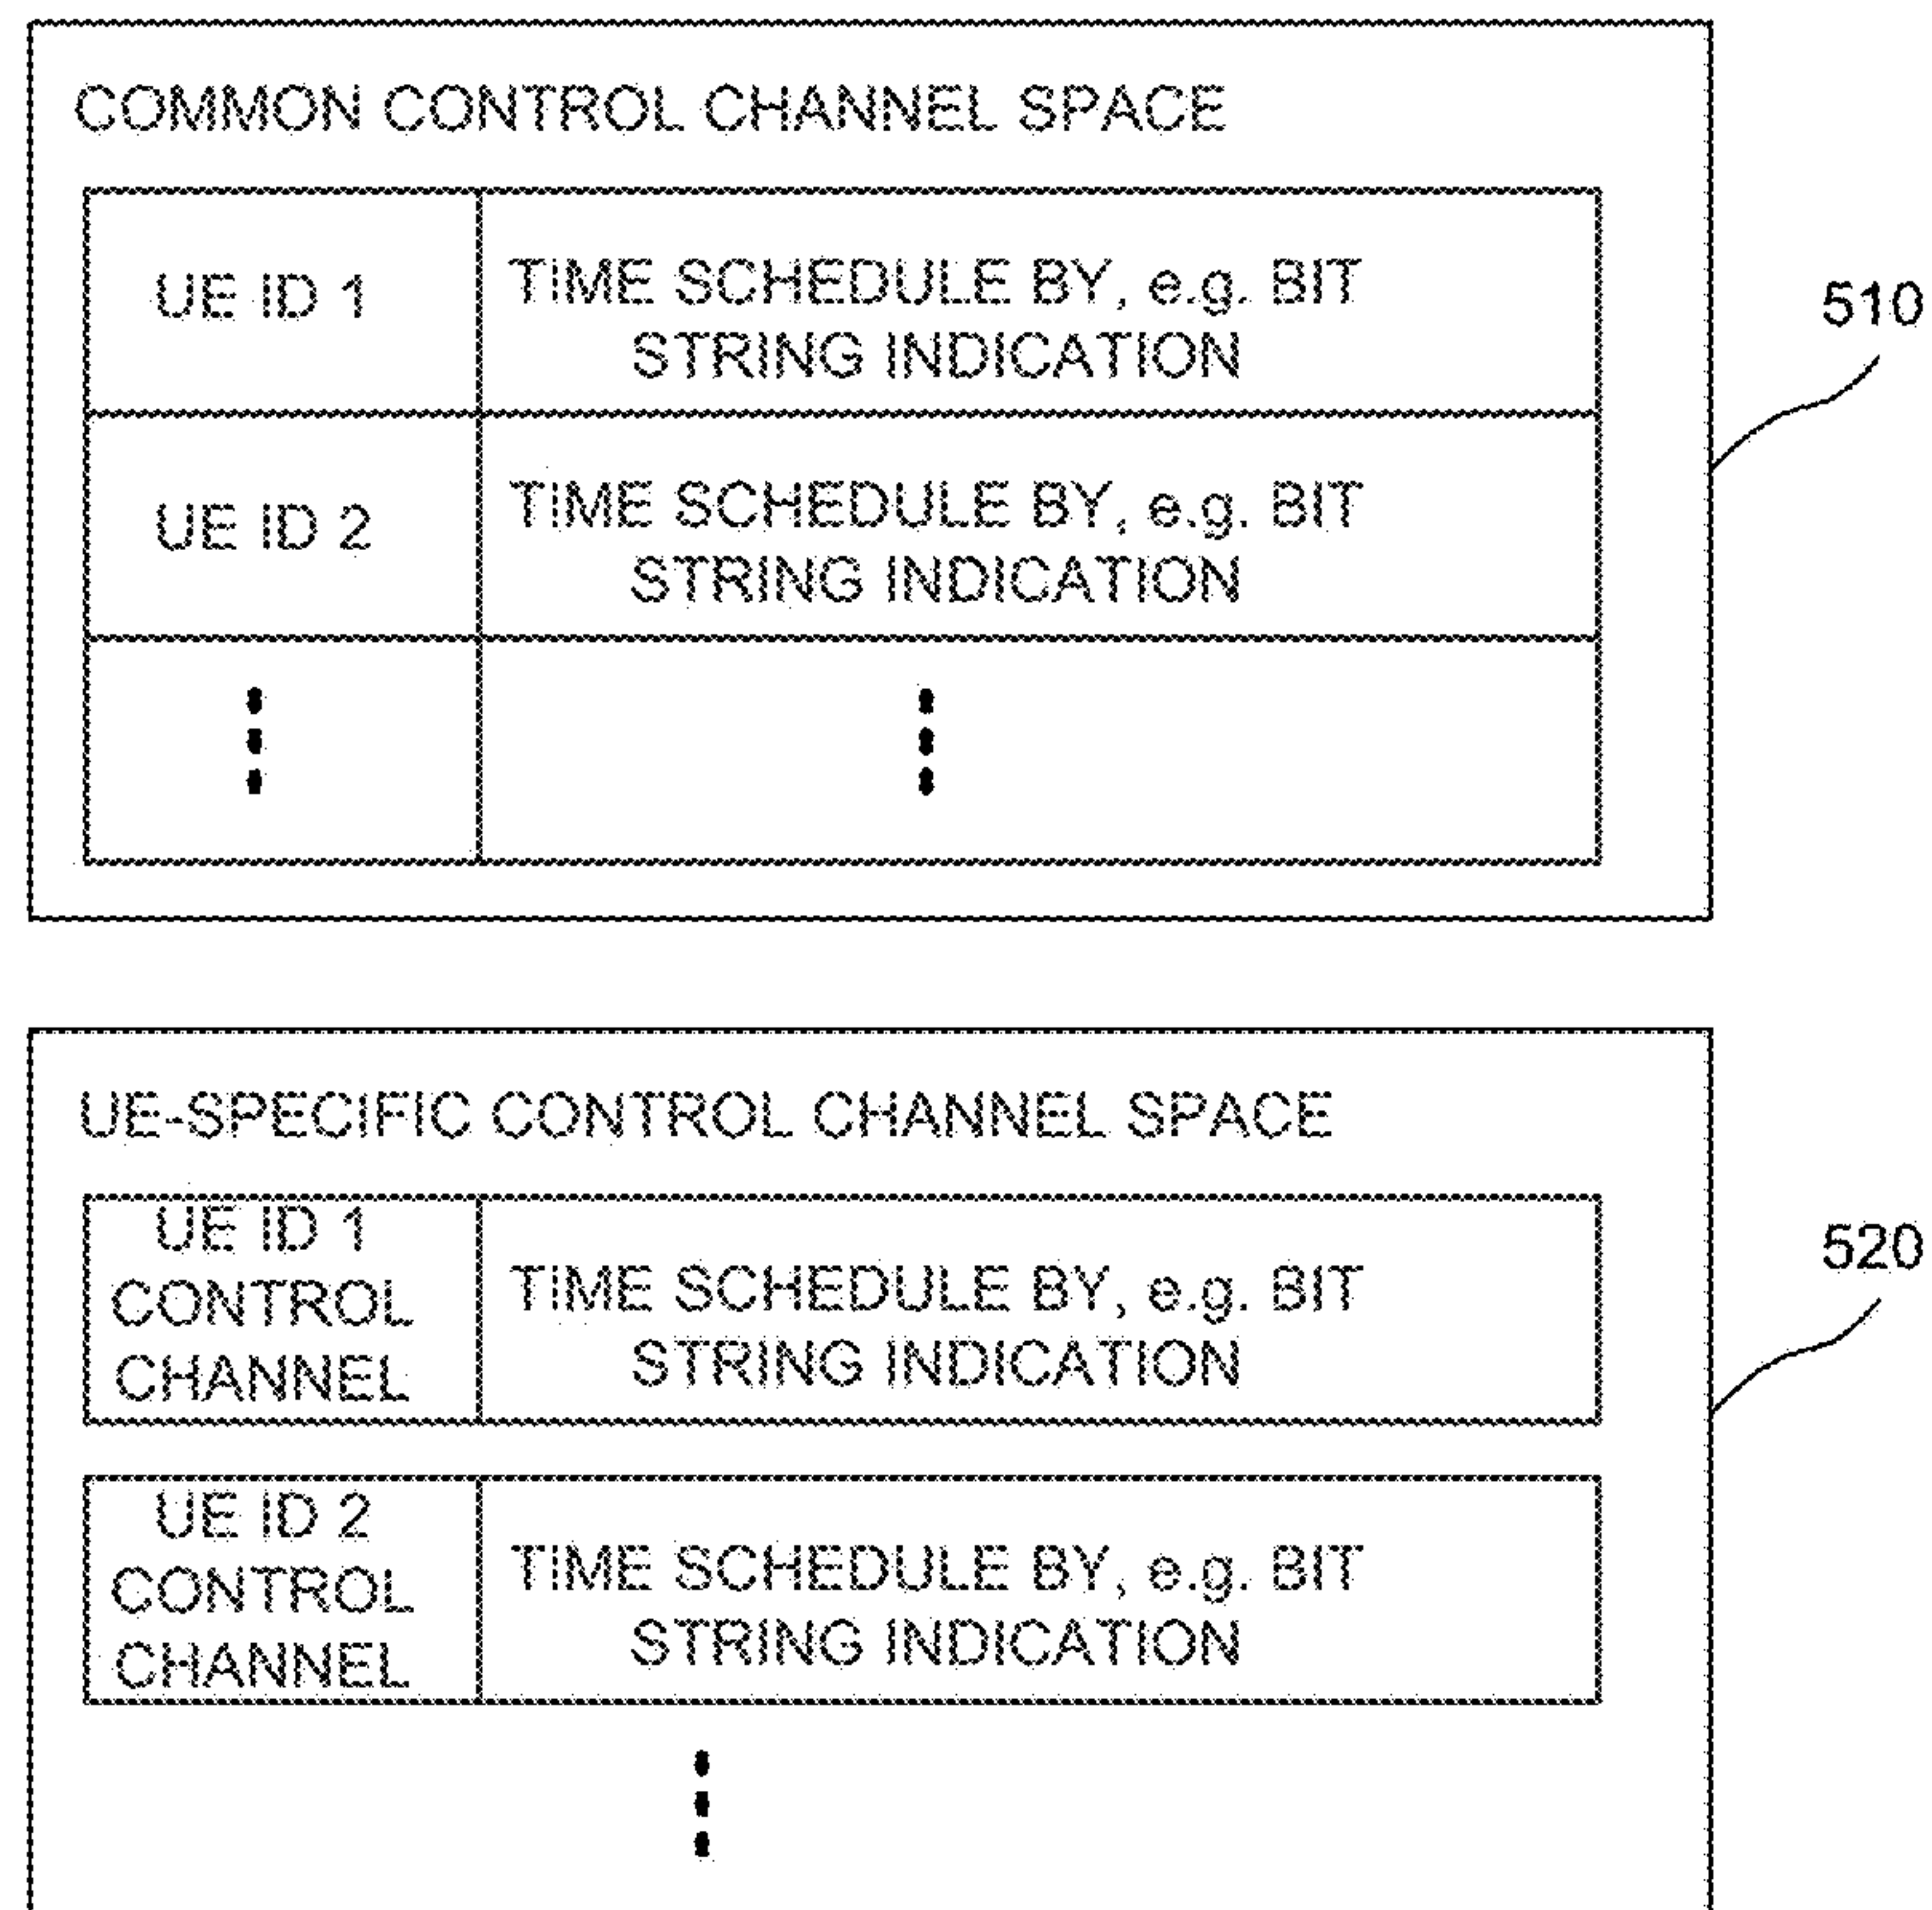 COMMON CONTROL CHANNEL SPACE
UE ID 1
TIME SCHEDULE BY, e.g. BIT
STRING INDICATION
510
UE ID 2
TIME SCHEDULE BY, e.g. BIT
STRING INDICATION
UE-SPECIFIC CONTROL CHANNEL SPACE
UE ID 1
CONTROL
CHANNEL
TIME SCHEDULE BY, e.g. BIT
STRING INDICATION
520
UE ID 2
CONTROL
CHANNEL
TIME SCHEDULE BY, e.g. BIT
STRING INDICATION